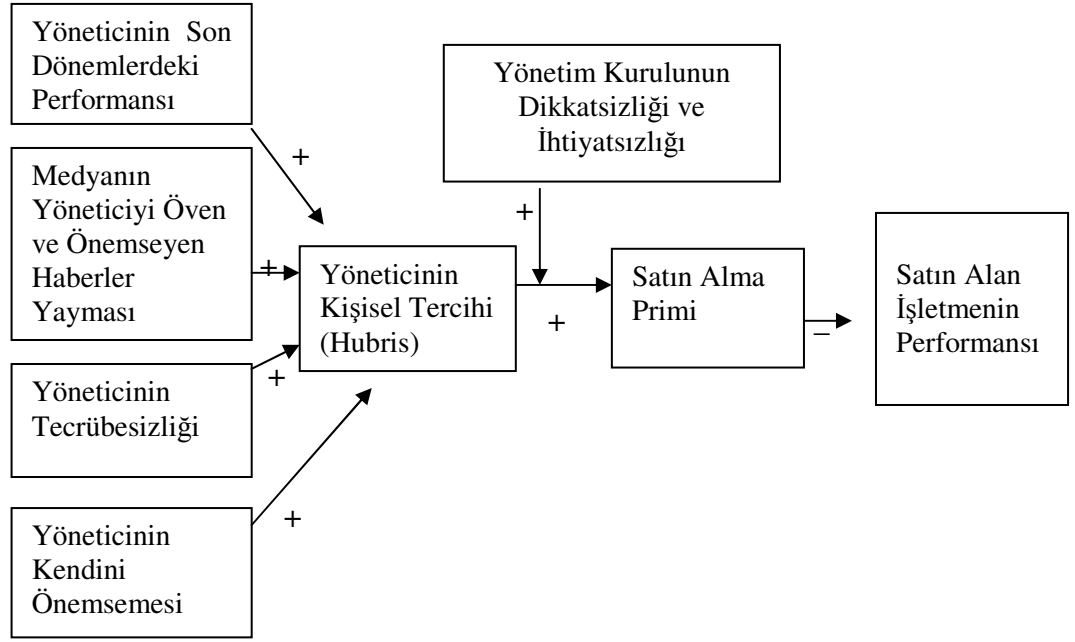 Yöneticinin Son
Dönemlerdeki
Performansı
+
Medyanın
Yöneticiyi Öven
ve Önemseyen
Haberler
Yayması
+
Yöneticinin
Tecrübesizliği
+
Yöneticinin
Kendini
Önemsemesi
+
Yöneticinin
Kişisel Tercihi
(Hubris)
Yönetim Kurulunun
Dikkatsizliği ve
İhtiyatsızlığı
+
+
Satın Alma
Primi
–
Satın Alan
İşletmenin
Performansı